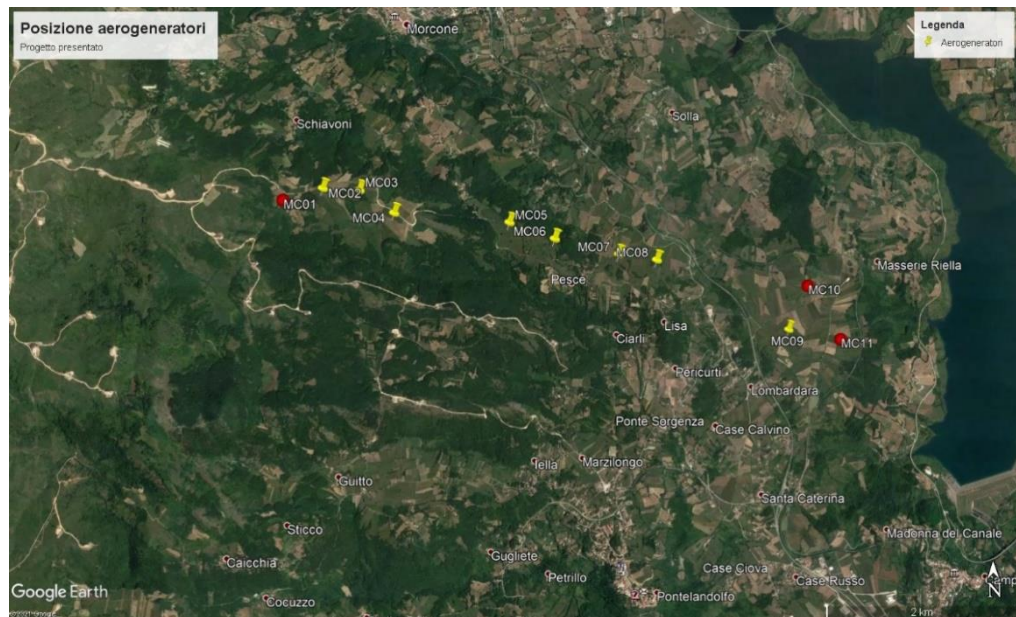 Posizione aerogeneratori
Progetto presentato
Legenda
Aerogeneratori
Morcone
Schiavoni
Solla
MC01
MC02
MC03
MC04
MC05
MC06
MC07
MC08
Pesce
Masserie Riella
MC10
MC09
MC11
Lisa
Ciarli
Pericurti
Lombardara
Ponte Sorgenza
Case Calvino
Iella
Marzilongo
Guitto
Santa Caterina
Sticco
Madonna del Canale
Gugliete
Caicchia
Petrillo
Case Ciova
Case Russo
Cocuzzo
Pontelandolfo
Google Earth
N
2 km